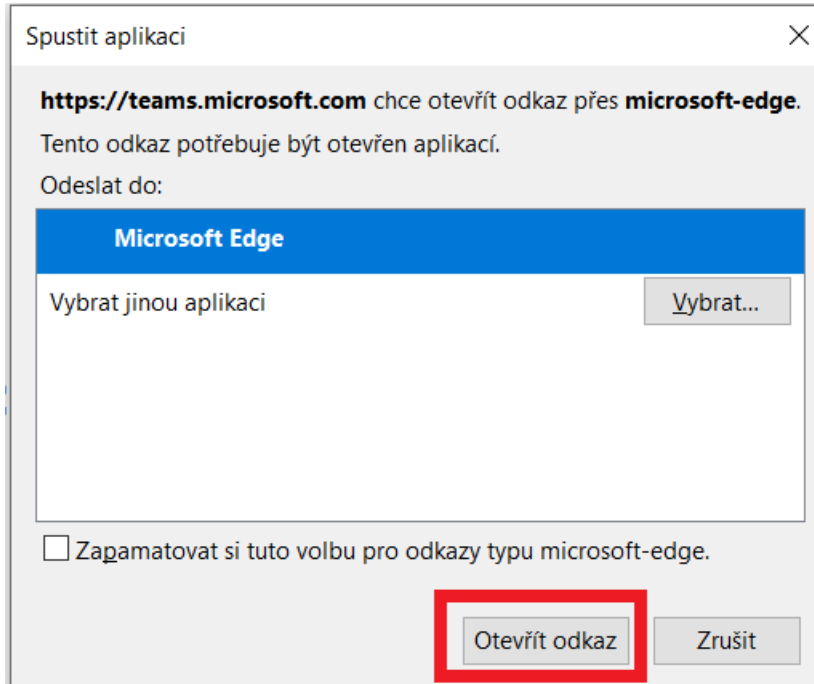 Spustit aplikaci
https://teams.microsoft.com chce otevřít odkaz přes microsoft-edge.
Tento odkaz potřebuje být otevřen aplikací.
Odeslat do:
Microsoft Edge
Vybrat jinou aplikaci Vybrat...
Zapamatovat si tuto volbu pro odkazy typu microsoft-edge.
Otevřít odkaz Zrušit